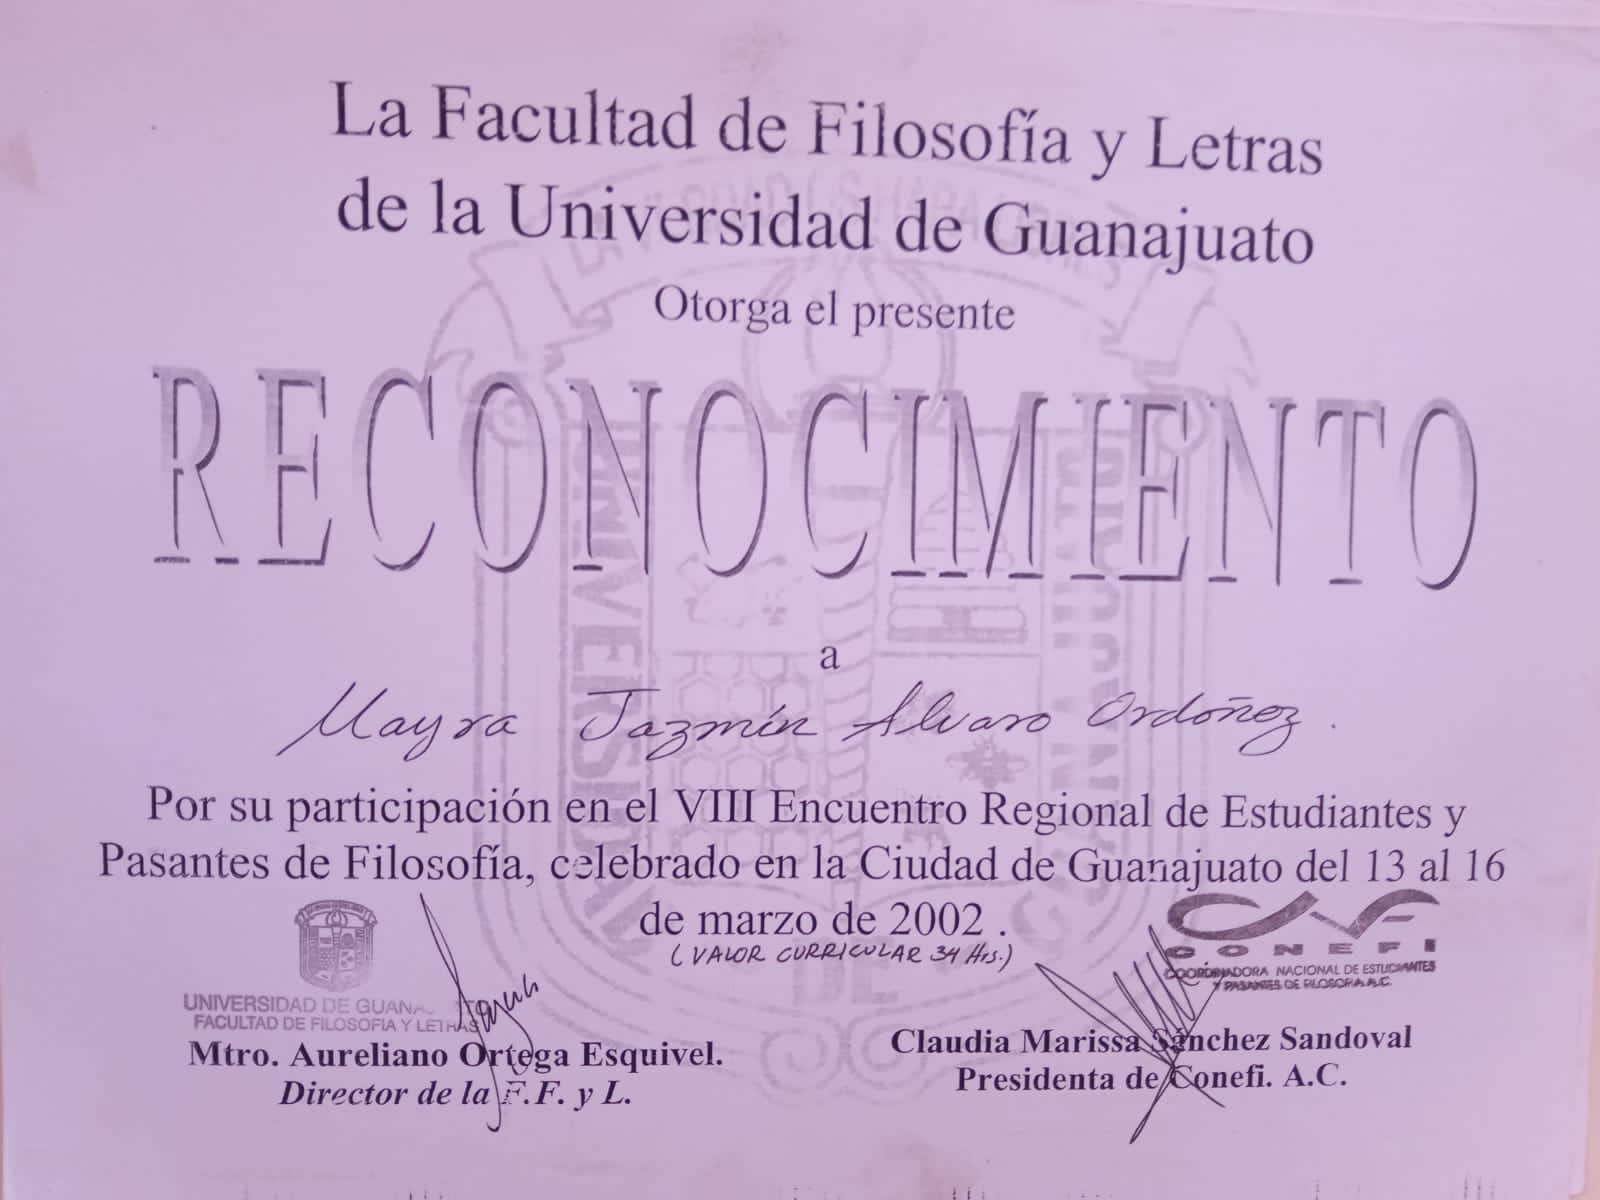 La Facultad de Filosofía y Letras
de la Universidad de Guanajuato
Otorga el presente
RECONOCIMIENTO
a
Mayra Jazmín Alvaro Ordóñez.
Por su participación en el VIII Encuentro Regional de Estudiantes y
Pasantes de Filosofía, celebrado en la Ciudad de Guanajuato del 13 al 16
de marzo de 2002 .
(VALOR CURRICULAR 34 Hrs.)
UNIVERSIDAD DE
FACULTAD DE FILOSOFIA Y LETRAS
Mtro. Aureliano Ortega Esquivel.
Director de la F.F. y L.
CONEFI
COORDINADORA NACIONAL DE ESTUDIANTES
Y PASANTES DE FILOSOFIA A.C.
Claudia Marissa Sánchez Sandoval
Presidenta de Conefi. A.C.
UNIVERSIDAD
DE